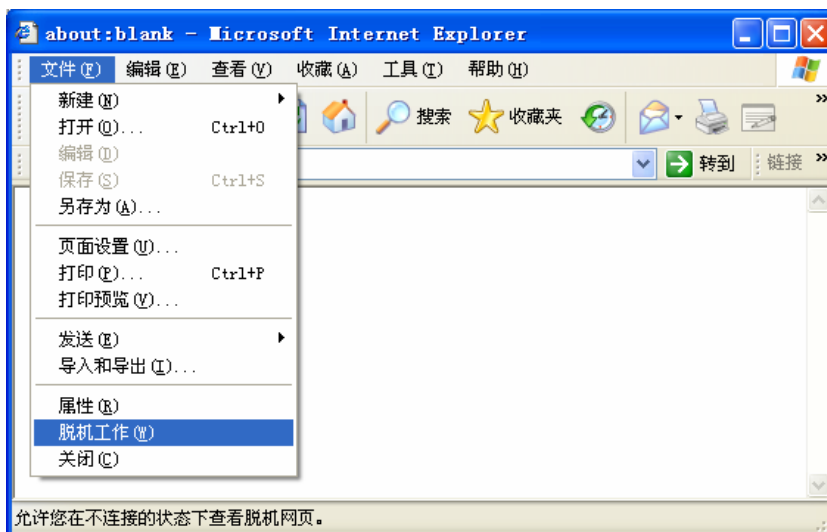 about:blank - Microsoft Internet Explorer
文件(F) 编辑(E) 查看(V) 收藏(A) 工具(T) 帮助(H)
搜索 收藏夹
转到 链接
新建(N)
打开(O)... Ctrl+O
编辑(D)
保存(S) Ctrl+S
另存为(A)...
页面设置(U)...
打印(P)... Ctrl+P
打印预览(V)...
发送(E)
导入和导出(I)...
属性(R)
脱机工作(W)
关闭(C)
允许您在不连接的状态下查看脱机网页。